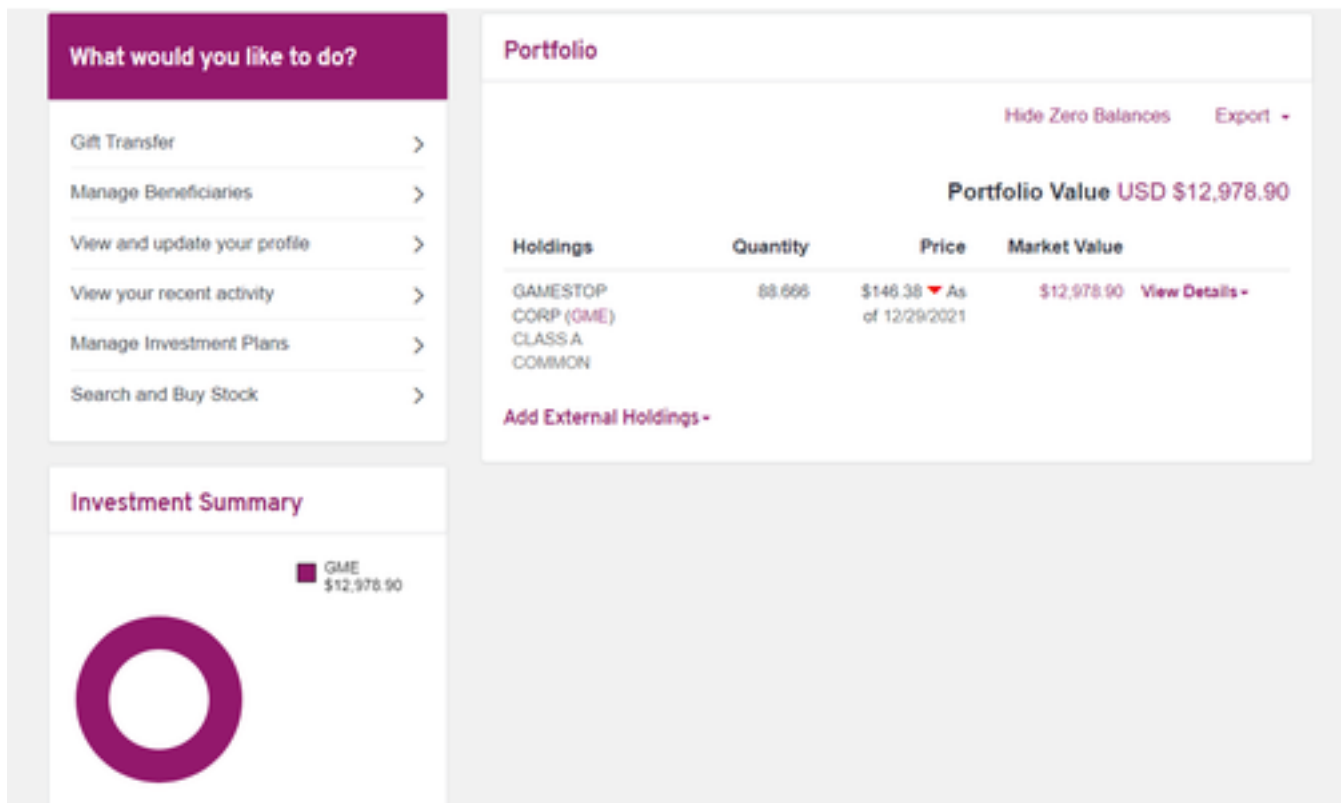 What would you like to do?
Gift Transfer
Manage Beneficiaries
View and update your profile
View your recent activity
Manage Investment Plans
Search and Buy Stock
Investment Summary
GME
$12,978.90
Portfolio
Hide Zero Balances Export
Portfolio Value USD $12,978.90
Holdings Quantity Price Market Value
GAMESTOP 88.666 $146.38 As $12,978.90 View Details
CORP (GME) of 12/29/2021
CLASS A
COMMON
Add External Holdings